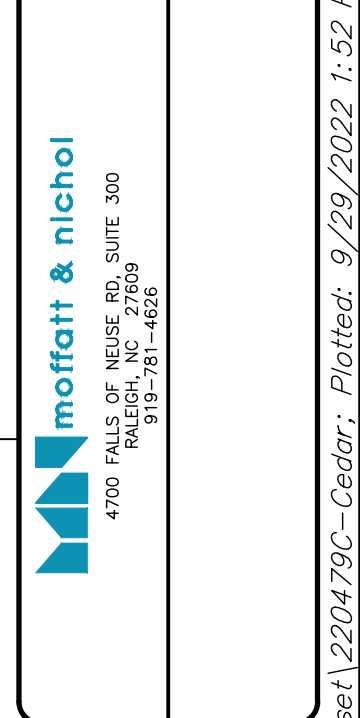 moffatt & nichol
4700 FALLS OF NEUSE RD, SUITE 300
RALEIGH, NC 27609
919-781-4626
set\220479C-Cedar; Plotted: 9/29/2022 1:52